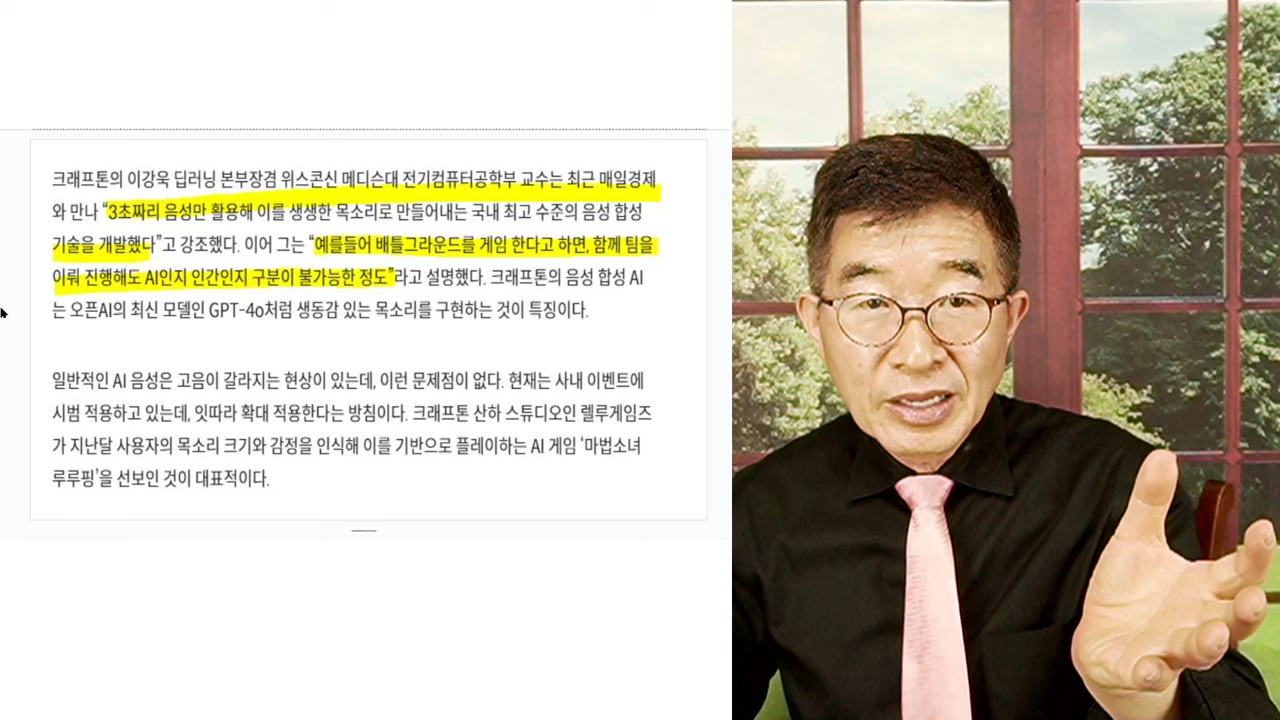 크래프톤의 이강욱 딥러닝 본부장겸 위스콘신 메디슨대 전기컴퓨터공학부 교수는 최근 매일경제
와 만나 “3초짜리 음성만 활용해 이를 생생한 목소리로 만들어내는 국내 최고 수준의 음성 합성
기술을 개발했다”고 강조했다. 이어 그는 “예를들어 배틀그라운드를 게임 한다고 하면, 함께 팀을
이뤄 진행해도 AI인지 인간인지 구분이 불가능한 정도”라고 설명했다. 크래프톤의 음성 합성 AI
는 오픈AI의 최신 모델인 GPT-4o처럼 생동감 있는 목소리를 구현하는 것이 특징이다.
일반적인 AI 음성은 고음이 갈라지는 현상이 있는데, 이런 문제점이 없다. 현재는 사내 이벤트에
시범 적용하고 있는데, 잇따라 확대 적용한다는 방침이다. 크래프톤 산하 스튜디오인 렐루게임즈
가 지난달 사용자의 목소리 크기와 감정을 인식해 이를 기반으로 플레이하는 AI 게임 ‘마법소녀
루루핑’을 선보인 것이 대표적이다.